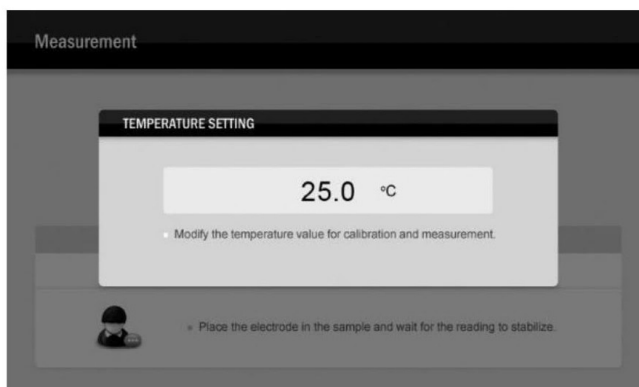 Measurement
TEMPERATURE SETTING
25.0 ºC
Modify the temperature value for calibration and measurement.
Place the electrode in the sample and wait for the reading to stabilize.